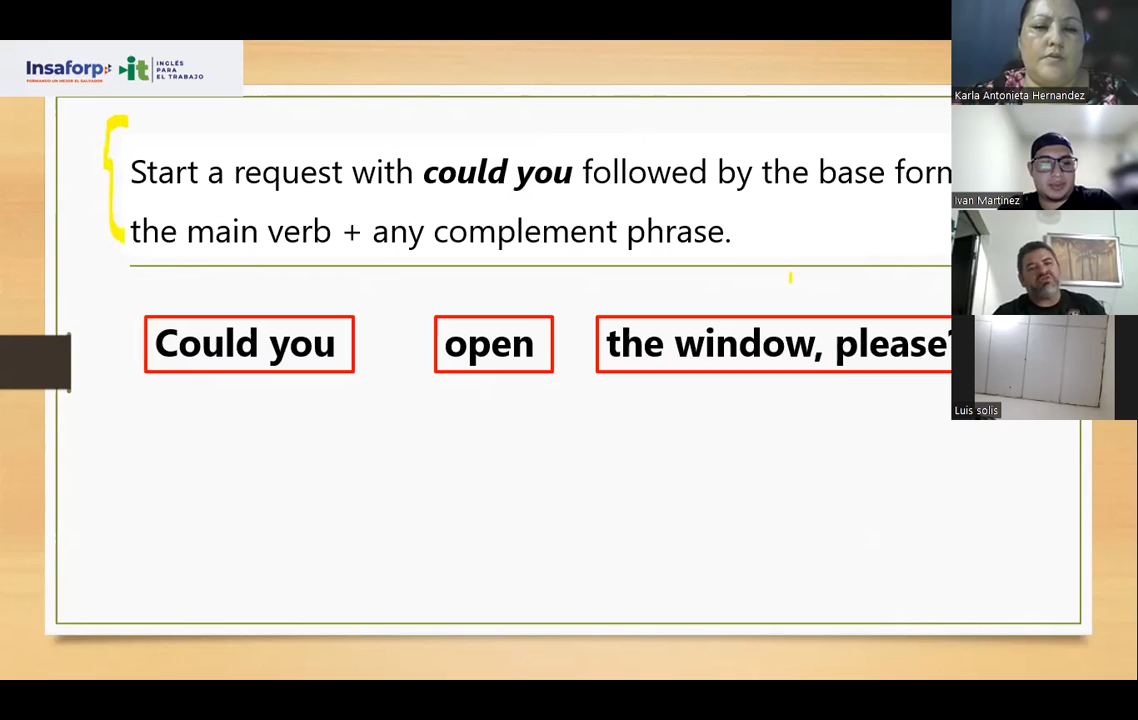 Insaforp
FORMANDO UN MEJOR EL SALVADOR
it INGLÉS
PARA
EL TRABAJO
Start a request with could you followed by the base form
the main verb + any complement phrase.
Could you open the window, please?
Karla Antonieta Hernandez
Ivan Martinez
Luis solis